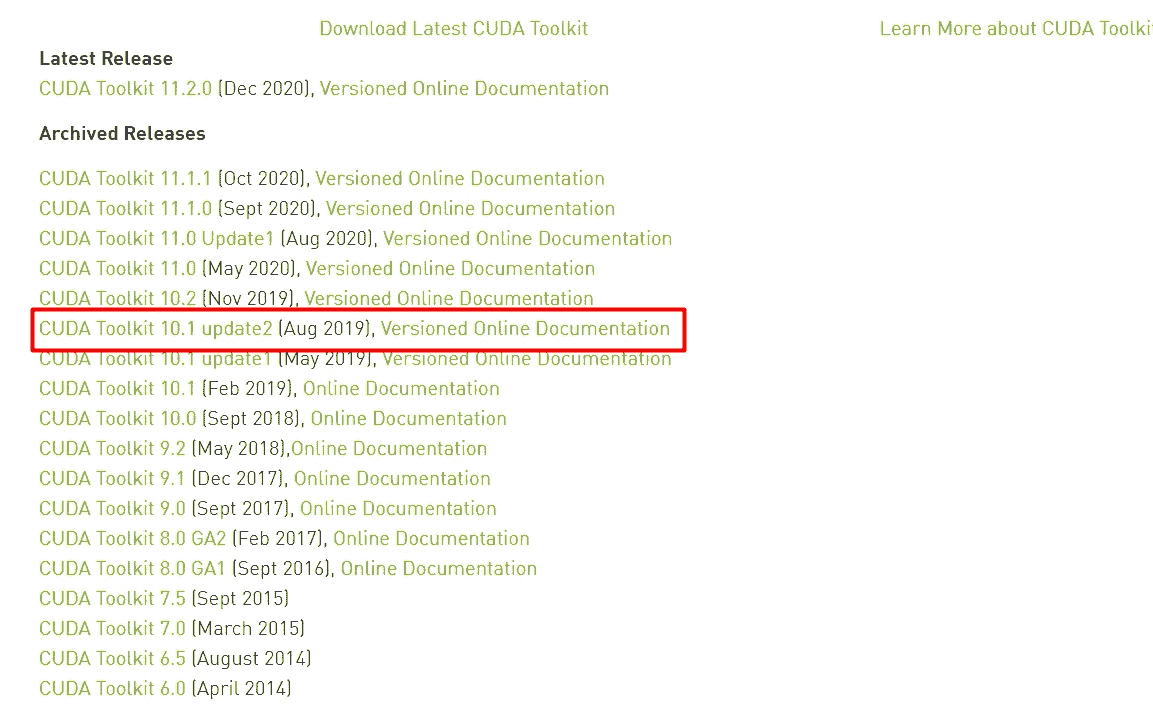 Download Latest CUDA Toolkit
Learn More about CUDA Toolki
Latest Release
CUDA Toolkit 11.2.0 (Dec 2020), Versioned Online Documentation
Archived Releases
CUDA Toolkit 11.1.1 (Oct 2020), Versioned Online Documentation
CUDA Toolkit 11.1.0 (Sept 2020), Versioned Online Documentation
CUDA Toolkit 11.0 Update1 (Aug 2020), Versioned Online Documentation
CUDA Toolkit 11.0 (May 2020), Versioned Online Documentation
CUDA Toolkit 10.2 (Nov 2019), Versioned Online Documentation
CUDA Toolkit 10.1 update2 (Aug 2019), Versioned Online Documentation
CUDA Toolkit 10.1 update1 (May 2019), Versioned Online Documentation
CUDA Toolkit 10.1 (Feb 2019), Online Documentation
CUDA Toolkit 10.0 (Sept 2018), Online Documentation
CUDA Toolkit 9.2 (May 2018),Online Documentation
CUDA Toolkit 9.1 (Dec 2017), Online Documentation
CUDA Toolkit 9.0 (Sept 2017), Online Documentation
CUDA Toolkit 8.0 GA2 (Feb 2017), Online Documentation
CUDA Toolkit 8.0 GA1 (Sept 2016), Online Documentation
CUDA Toolkit 7.5 (Sept 2015)
CUDA Toolkit 7.0 (March 2015)
CUDA Toolkit 6.5 (August 2014)
CUDA Toolkit 6.0 (April 2014)